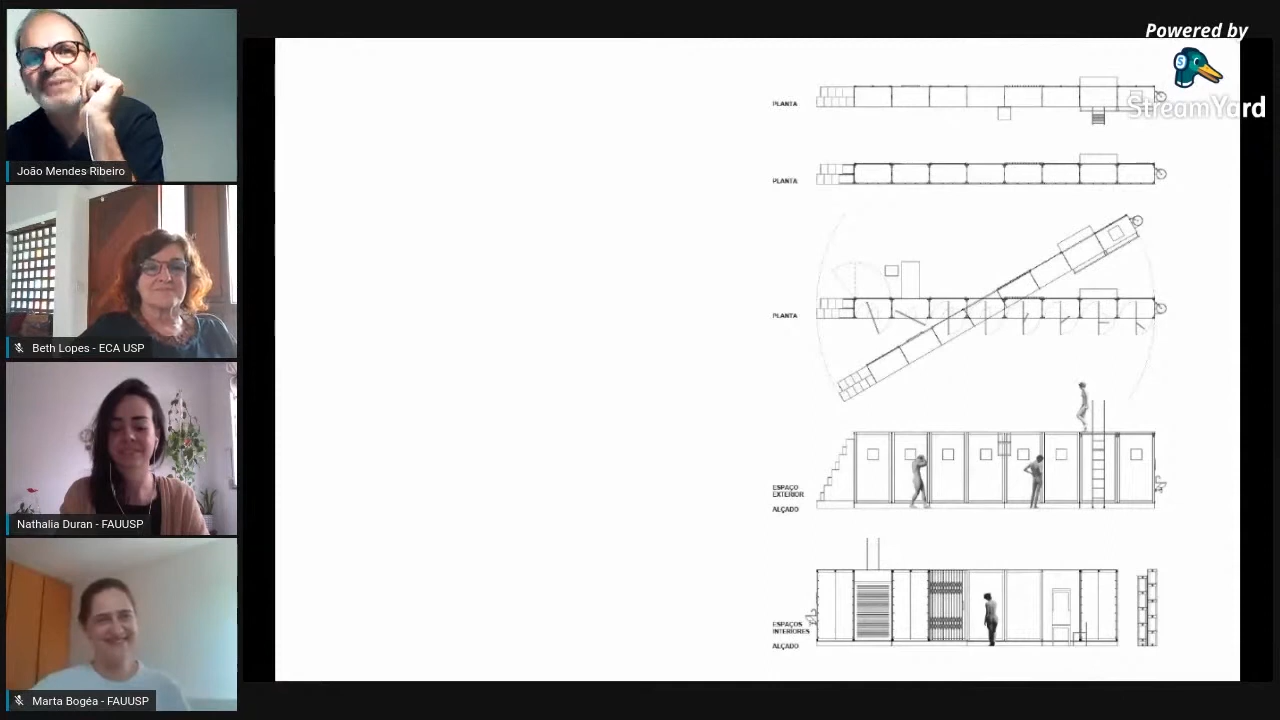 João Mendes Ribeiro
Beth Lopes - ECA USP
Nathalia Duran - FAUUSP
Marta Bogéa - FAUUSP
Powered by
S
StreamYard
PLANTA
PLANTA
PLANTA
ESPAÇO
EXTERIOR
ALÇADO
ESPAÇOS
INTERIORES
ALÇADO